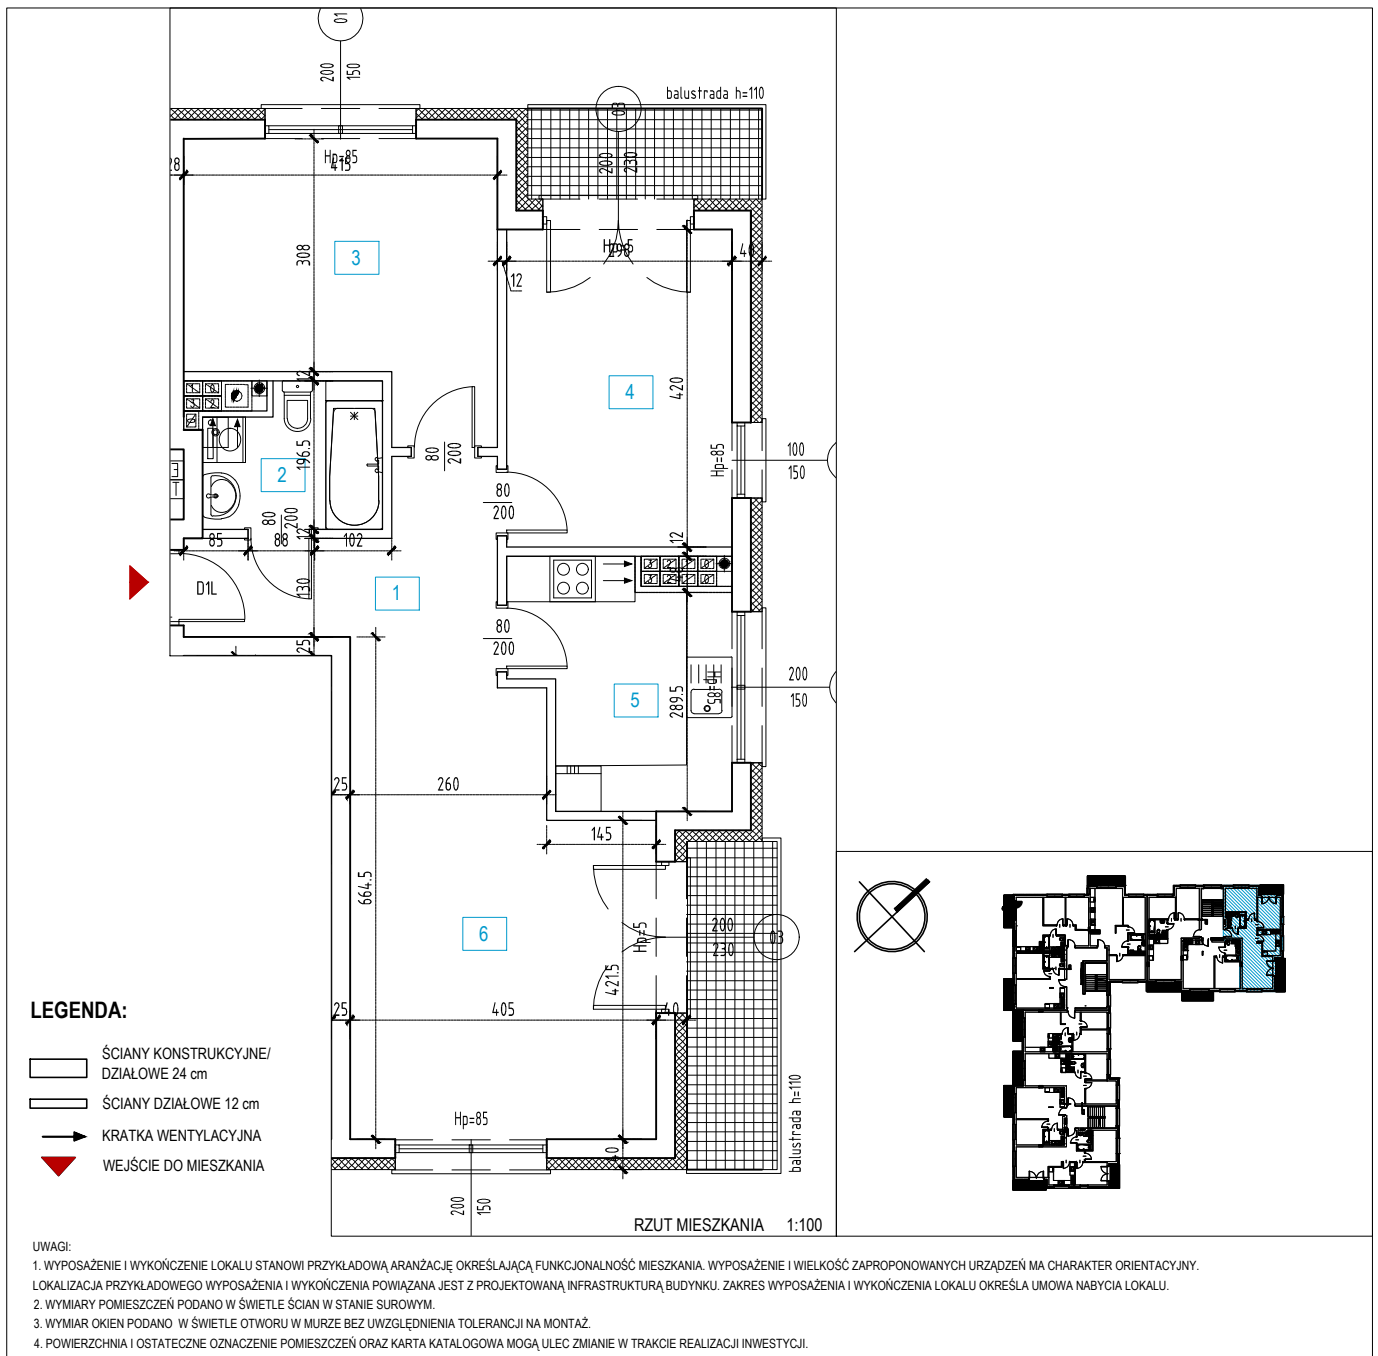 01
200
150
balustrada h=110
03
Hp=85
415
28
200
230
308
3
Hp=5
298
40
12
4
420
12
100
150
Hp=85
80
200
2
196.5
80
200
80
200
12
12
85
88
102
D1L
130
1
25
80
200
200
150
Hp=85
5
289.5
25
260
145
664.5
6
200
230
03
Hp=5
421.5
25
405
40
Hp=85
40
balustrada h=110
200
150
RZUT MIESZKANIA 1:100
LEGENDA:
ŚCIANY KONSTRUKCYJNE/
DZIAŁOWE 24 cm
ŚCIANY DZIAŁOWE 12 cm
KRATKA WENTYLACYJNA
WEJŚCIE DO MIESZKANIA
UWAGI:
1. WYPOSAŻENIE I WYKOŃCZENIE LOKALU STANOWI PRZYKŁADOWĄ ARANŻACJĘ OKREŚLAJĄCĄ FUNKCJONALNOŚĆ MIESZKANIA. WYPOSAŻENIE I WIELKOŚĆ ZAPROPONOWANYCH URZĄDZEŃ MA CHARAKTER ORIENTACYJNY.
LOKALIZACJA PRZYKŁADOWEGO WYPOSAŻENIA I WYKOŃCZENIA POWIĄZANA JEST Z PROJEKTOWANĄ INFRASTRUKTURĄ BUDYNKU. ZAKRES WYPOSAŻENIA I WYKOŃCZENIA LOKALU OKREŚLA UMOWA NABYCIA LOKALU.
2. WYMIARY POMIESZCZEŃ PODANO W ŚWIETLE ŚCIAN W STANIE SUROWYM.
3. WYMIAR OKIEN PODANO W ŚWIETLE OTWORU W MURZE BEZ UWZGLĘDNIENIA TOLERANCJI NA MONTAŻ.
4. POWIERZCHNIA I OSTATECZNE OZNACZENIE POMIESZCZEŃ ORAZ KARTA KATALOGOWA MOGĄ ULEC ZMIANIE W TRAKCIE REALIZACJI INWESTYCJI.